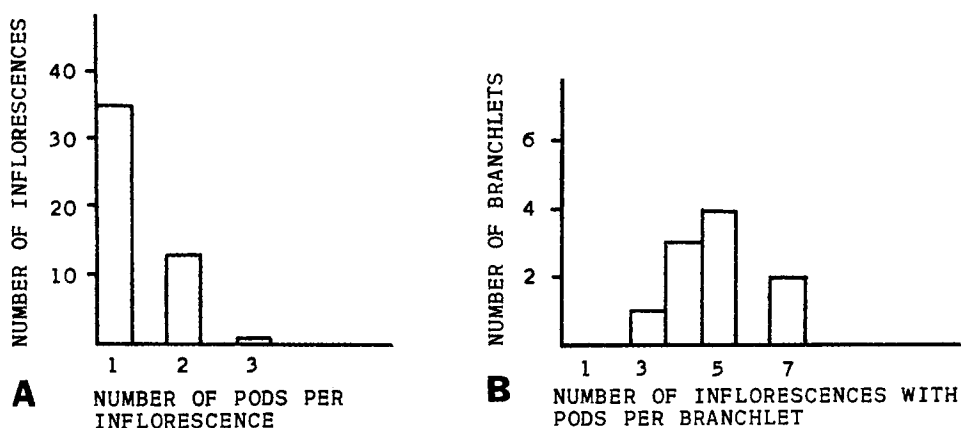 NUMBER OF INFLORESCENCES
40
30
20
10
1 2 3
A
NUMBER OF PODS PER
INFLORESCENCE
NUMBER OF BRANCHLETS
6
4
2
1 3 5 7
B
NUMBER OF INFLORESCENCES WITH
PODS PER BRANCHLET